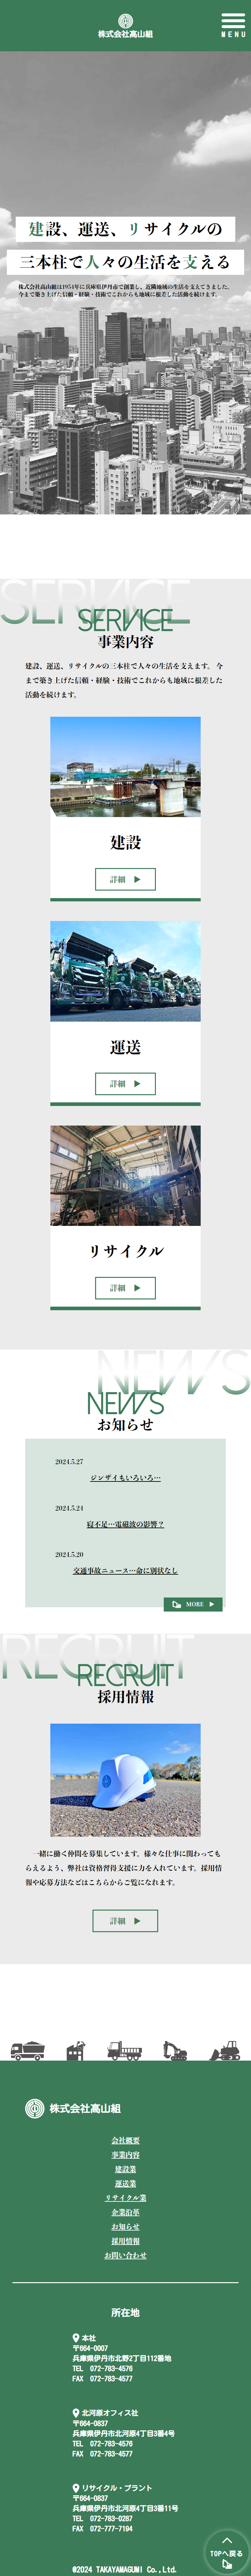 株式会社高山組
MENU
建設、運送、リサイクルの
三本柱で人々の生活を支える
株式会社高山組は1951年に兵庫県伊丹市で創業し、近隣地域の生活を支えてきました。
今まで築き上げた信頼・経験・技術でこれからも地域に根差した活動を続けます。
SERVICE
SERVICE
事業内容
建設、運送、リサイクルの三本柱で人々の生活を支えます。 今
まで築き上げた信頼・経験・技術でこれからも地域に根差した
活動を続けます。
建設
詳細 ▶
運送
詳細 ▶
リサイクル
詳細 ▶
NEWS
NEWS
お知らせ
2024.5.27
ジンザイもいろいろ…
2024.5.24
寝不足…電磁波の影響？
2024.5.20
交通事故ニュース…命に別状なし
MORE ▶
RECRUIT
RECRUIT
採用情報
一緒に働く仲間を募集しています。様々な仕事に関わっても
らえるよう、弊社は資格習得支援に力を入れています。採用情
報や応募方法などはこちらからご覧になれます。
詳細 ▶
株式会社高山組
会社概要
事業内容
建設業
運送業
リサイクル業
企業沿革
お知らせ
採用情報
お問い合わせ
所在地
本社
〒664-0007
兵庫県伊丹市北野2丁目112番地
TEL 072-783-4576
FAX 072-783-4577
北河原オフィス社
〒664-0837
兵庫県伊丹市北河原4丁目3番4号
TEL 072-783-4576
FAX 072-783-4577
リサイクル・プラント
〒664-0837
兵庫県伊丹市北河原4丁目3番11号
TEL 072-783-0287
FAX 072-777-7194
TOPへ戻る
©2024 TAKAYAMAGUMI Co.,Ltd.